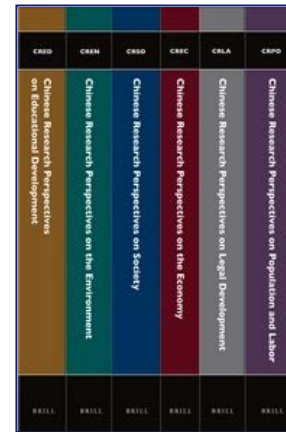 CRED
Chinese Research Perspectives
on Educational Development
BRILL
CREN
Chinese Research Perspectives on the Environment
BRILL
CRSO
Chinese Research Perspectives on Society
BRILL
CREC
Chinese Research Perspectives on the Economy
BRILL
CRLA
Chinese Research Perspectives on Legal Development
BRILL
CRPO
Chinese Research Perspectives on Population and Labor
BRILL